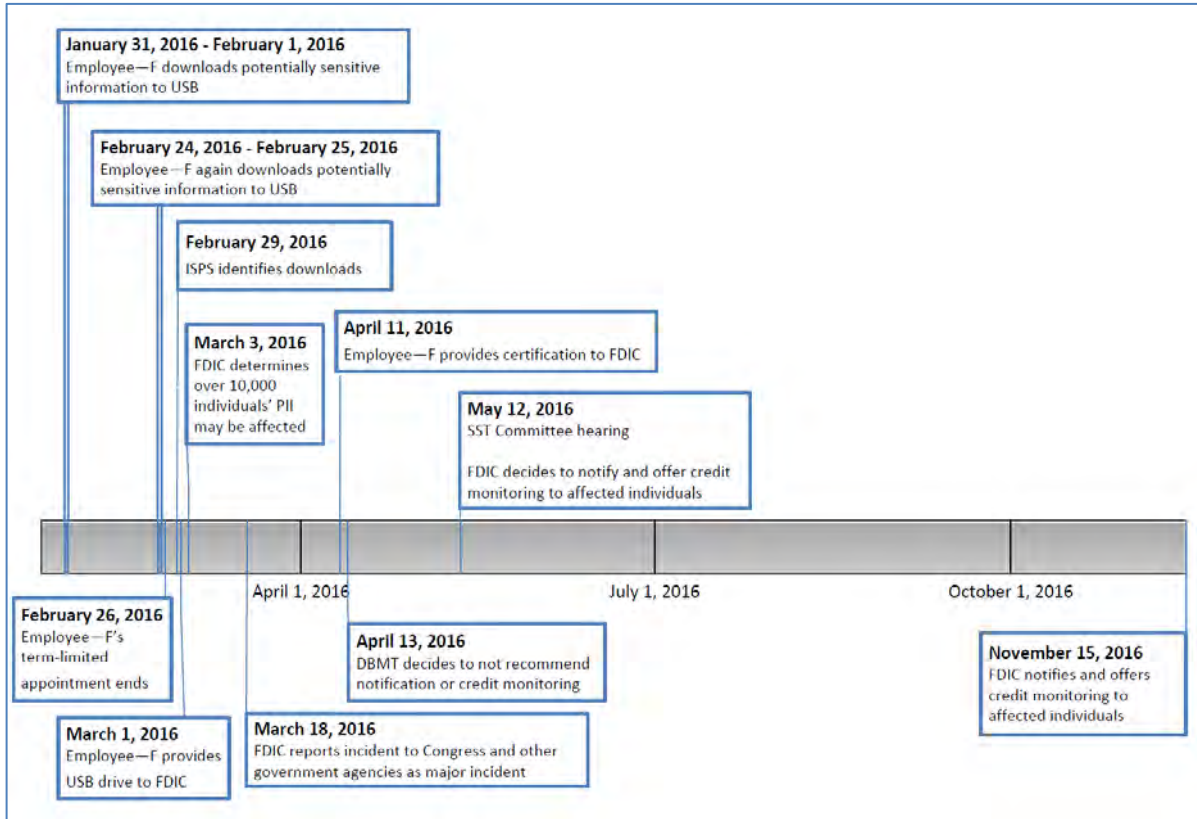 January 31, 2016 - February 1, 2016
Employee—F downloads potentially sensitive
information to USB
February 24, 2016 - February 25, 2016
Employee—F again downloads potentially
sensitive information to USB
February 29, 2016
ISPS identifies downloads
March 3, 2016
FDIC determines
over 10,000
individuals' PII
may be affected
April 11, 2016
Employee—F provides certification to FDIC
May 12, 2016
SST Committee hearing
FDIC decides to notify and offer credit
monitoring to affected individuals
April 1, 2016
July 1, 2016
October 1, 2016
February 26, 2016
Employee—F's
term-limited
appointment ends
March 1, 2016
Employee—F provides
USB drive to FDIC
April 13, 2016
DBMT decides to not recommend
notification or credit monitoring
March 18, 2016
FDIC reports incident to Congress and other
government agencies as major incident
November 15, 2016
FDIC notifies and offers
credit monitoring to
affected individuals